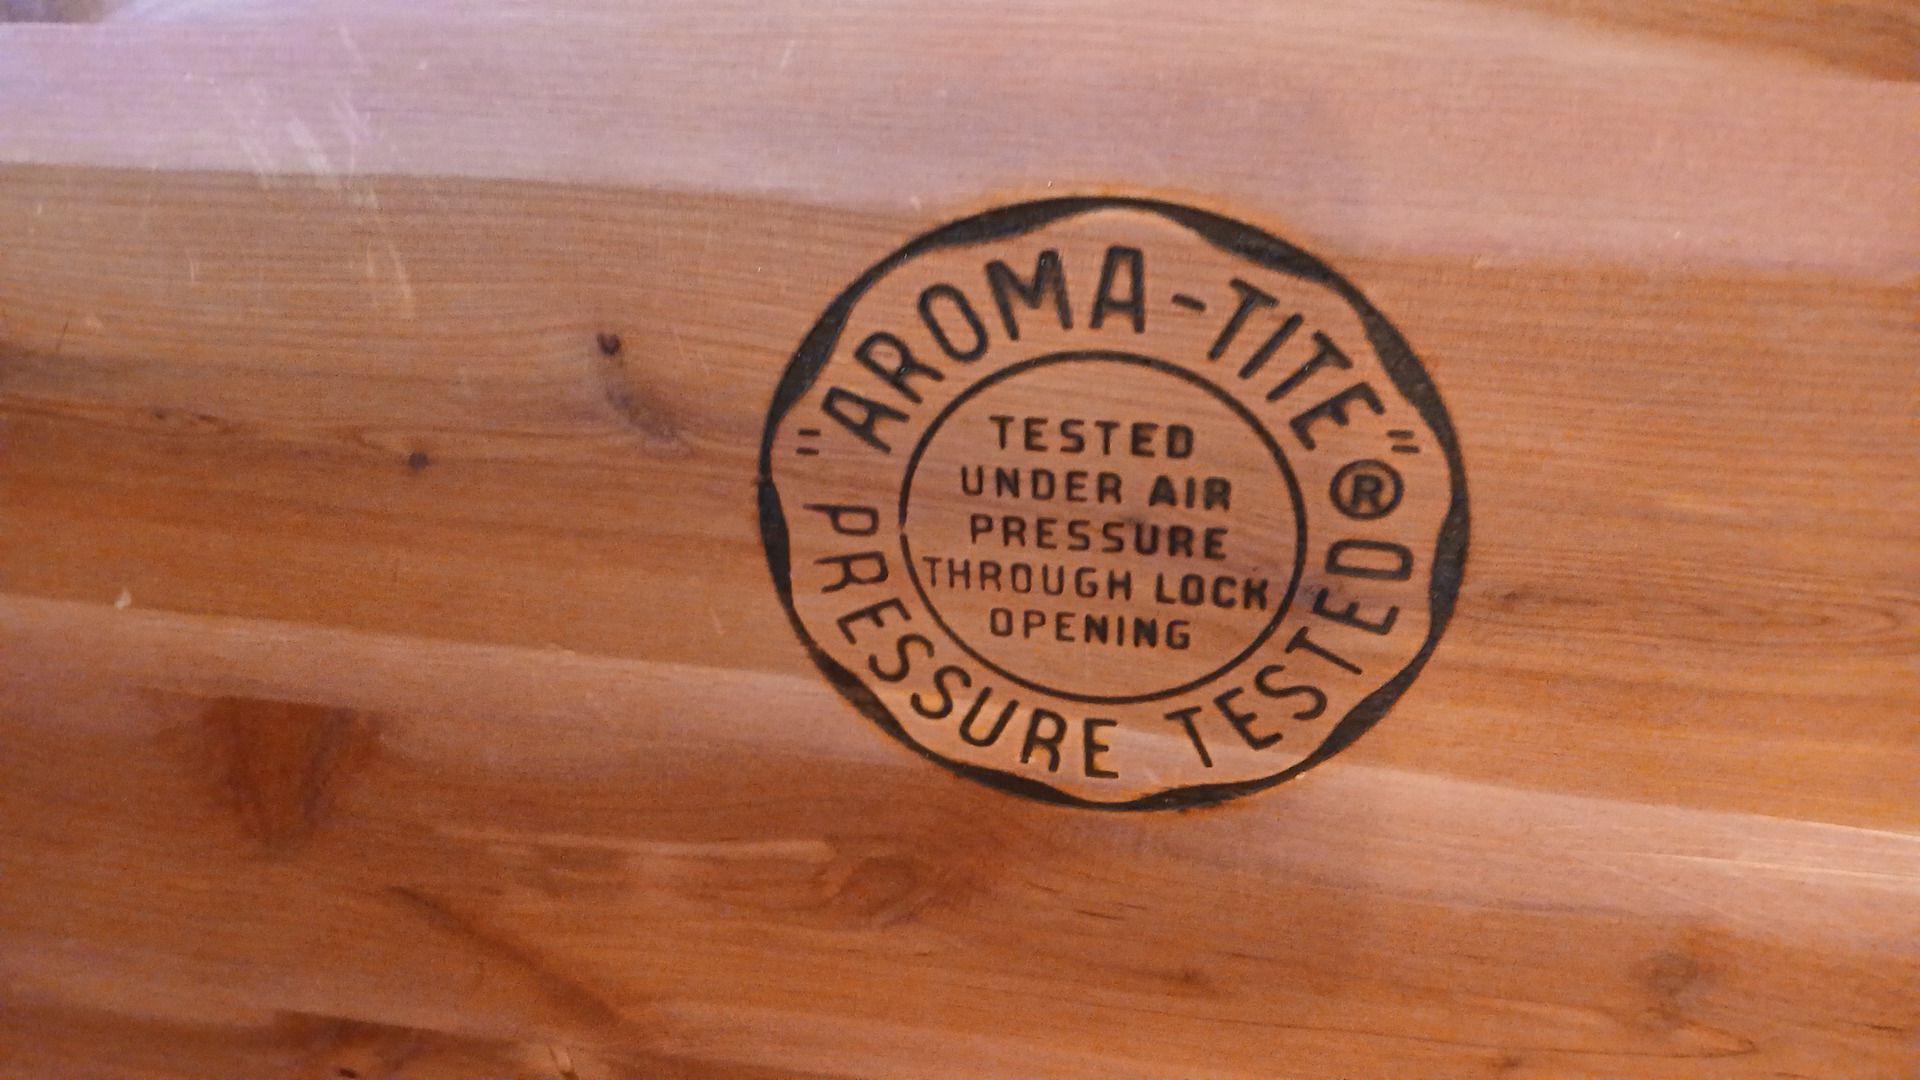 "AROMA-TITE"®
TESTED
UNDER AIR
PRESSURE
THROUGH LOCK
OPENING
PRESSURE TESTED